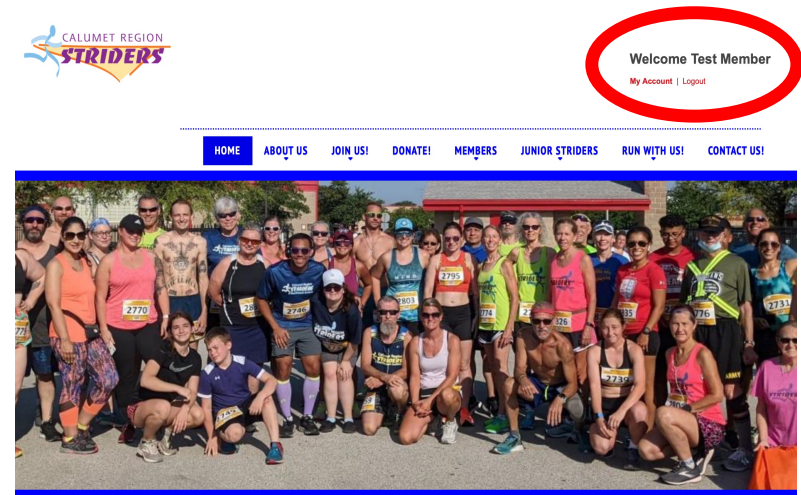 CALUMET REGION
STRIDERS
Welcome Test Member
My Account | Logout
HOME ABOUT US JOIN US! DONATE! MEMBERS JUNIOR STRIDERS RUN WITH US! CONTACT US!
2795
2770
2746
2803
2731
2739
ARMY